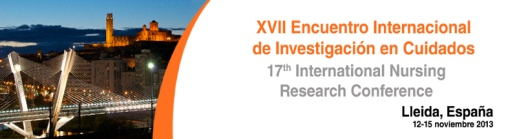 XVII Encuentro Internacional
de Investigación en Cuidados
17th International Nursing
Research Conference
Lleida, España
12-15 noviembre 2013